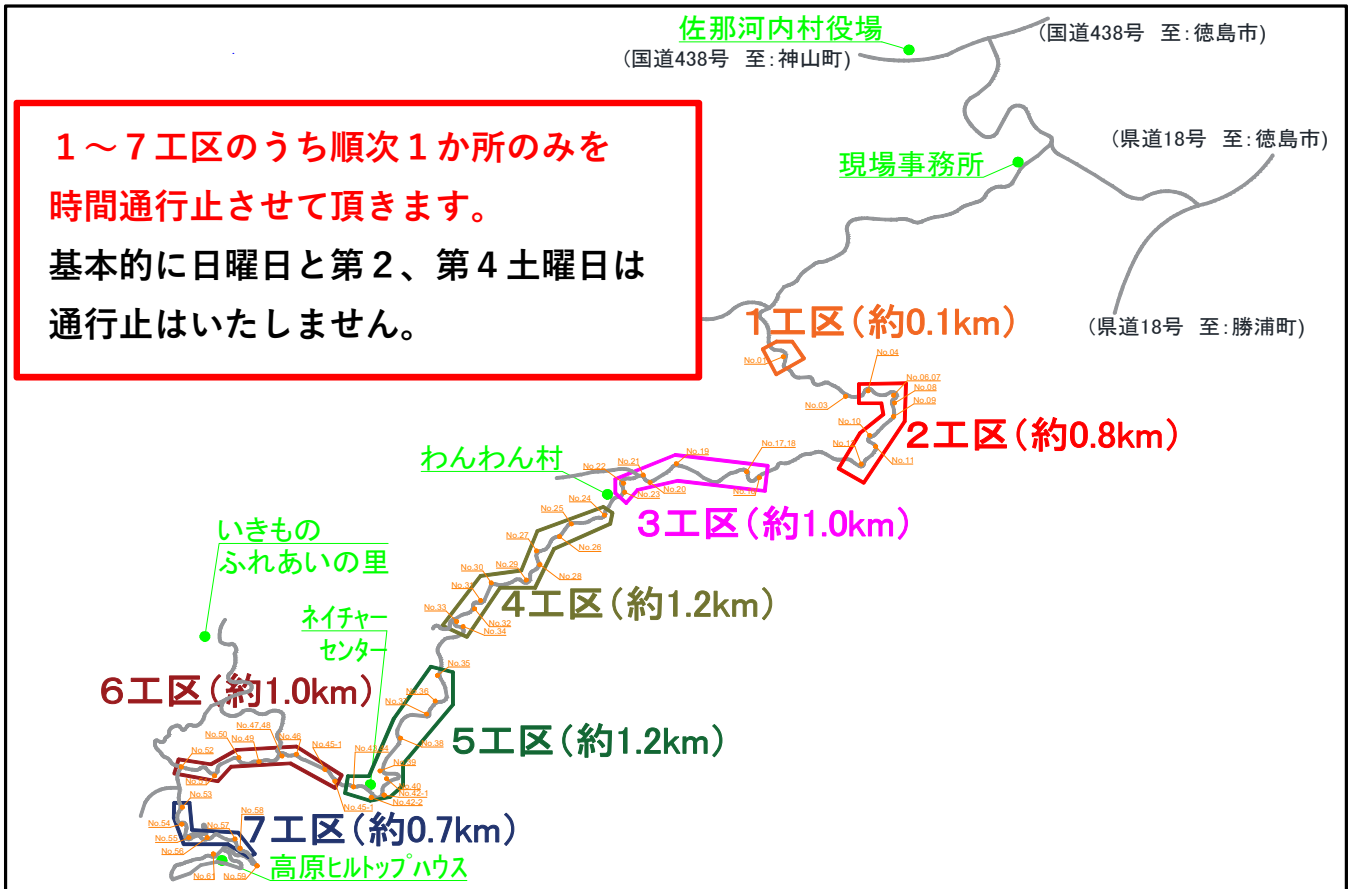 佐那河内村役場
(国道438号 至:徳島市)
(国道438号 至:神山町)
１～７工区のうち順次１か所のみを
時間通行止させて頂きます。
基本的に日曜日と第２、第４土曜日は
通行止はいたしません。
現場事務所
(県道18号 至:徳島市)
(県道18号 至:勝浦町)
１工区(約0.1km)
No.01
No.03
No.04
No.06,07
No.08
No.09
No.10
No.11
２工区(約0.8km)
わんわん村
No.17,18
No.19
No.20
No.21
No.22
No.23
３工区(約1.0km)
No.24
No.25
No.26
No.27
No.28
No.29
No.30
No.32
No.33
No.34
４工区(約1.2km)
いきもの
ふれあいの里
ネイチャー
センター
No.35
No.36
No.38
No.40
No.42-1
No.42-2
５工区(約1.2km)
６工区(約1.0km)
No.45-1
No.45-1
No.46
No.47,48
No.49
No.50
No.52
No.53
No.54
No.55
No.56
No.57
No.58
No.59
No.61
７工区(約0.7km)
高原ヒルトップハウス